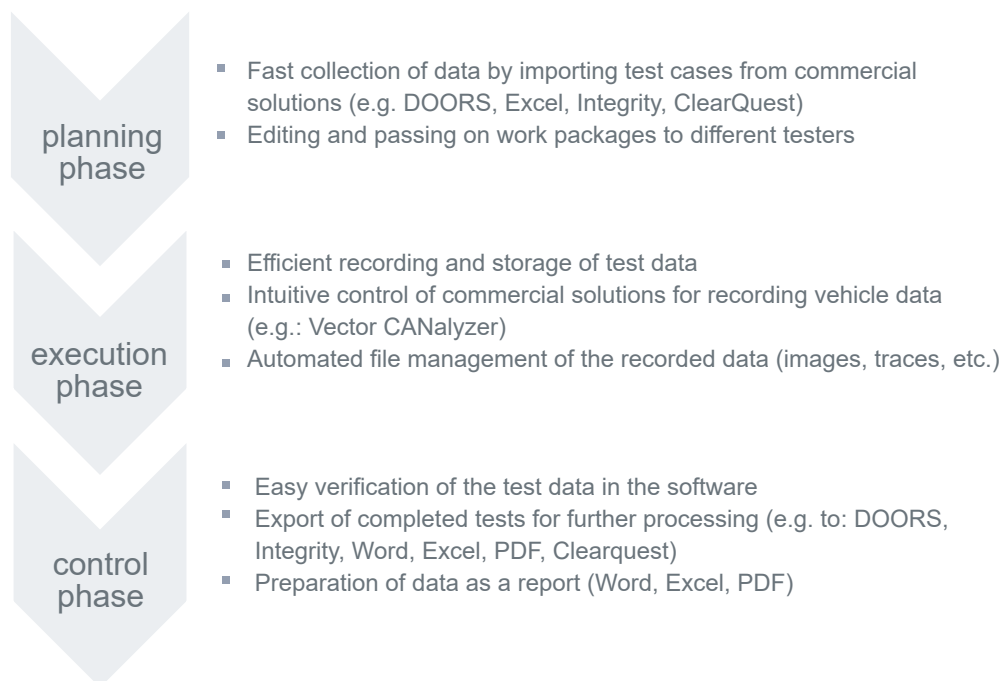 planning
phase
Fast collection of data by importing test cases from commercial
solutions (e.g. DOORS, Excel, Integrity, ClearQuest)
Editing and passing on work packages to different testers
execution
phase
Efficient recording and storage of test data
Intuitive control of commercial solutions for recording vehicle data
(e.g.: Vector CANalyzer)
Automated file management of the recorded data (images, traces, etc.)
control
phase
Easy verification of the test data in the software
Export of completed tests for further processing (e.g. to: DOORS,
Integrity, Word, Excel, PDF, Clearquest)
Preparation of data as a report (Word, Excel, PDF)